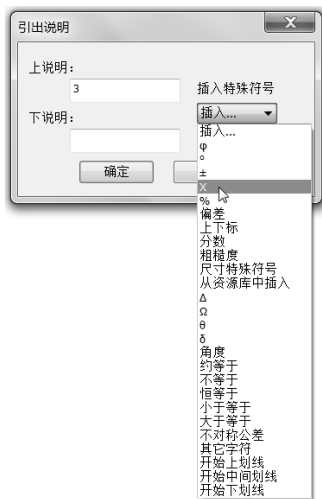 引出说明
上说明：
3
插入特殊符号
下说明：
插入...
插入...
φ
°
±
X
%
偏差
上下标
分数
粗糙度
尺寸特殊符号
从资源库中插入
Δ
Ω
θ
δ
角度
约等于
不等于
恒等于
小于等于
大于等于
不对称公差
其它字符
开始上划线
开始中间划线
开始下划线
确定